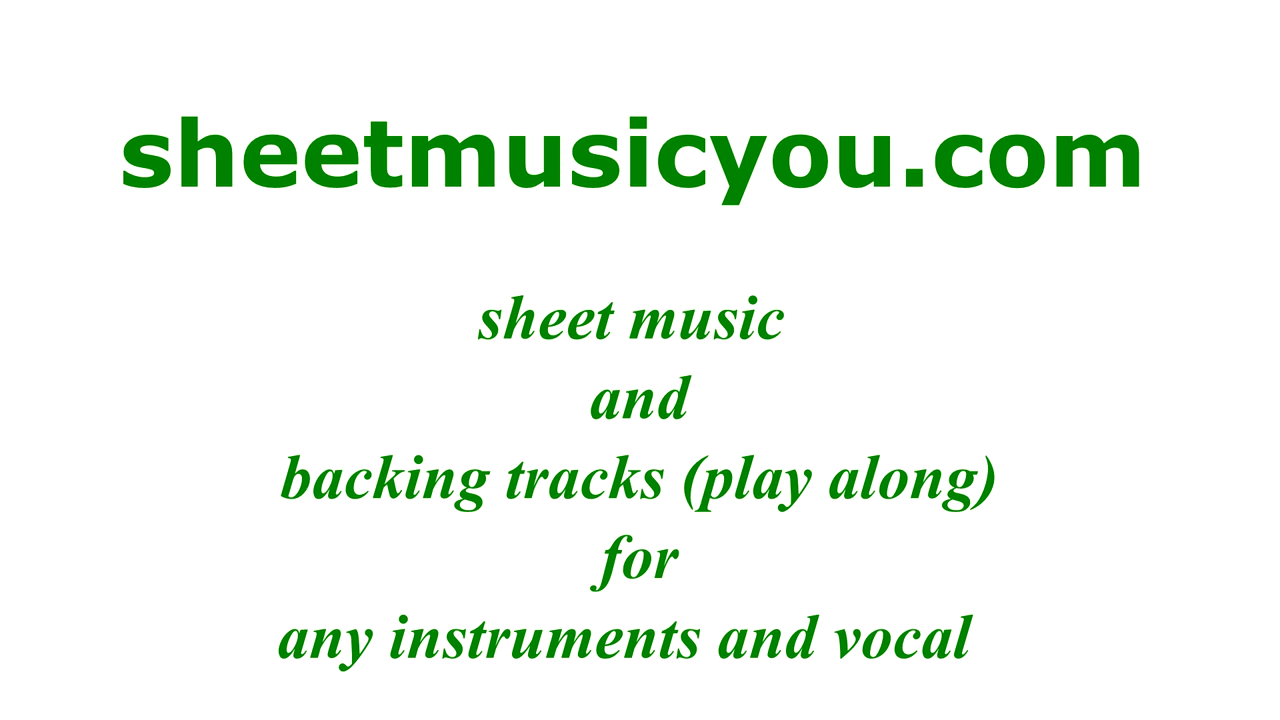 sheetmusicyou.com
sheet music
and
backing tracks (play along)
for
any instruments and vocal